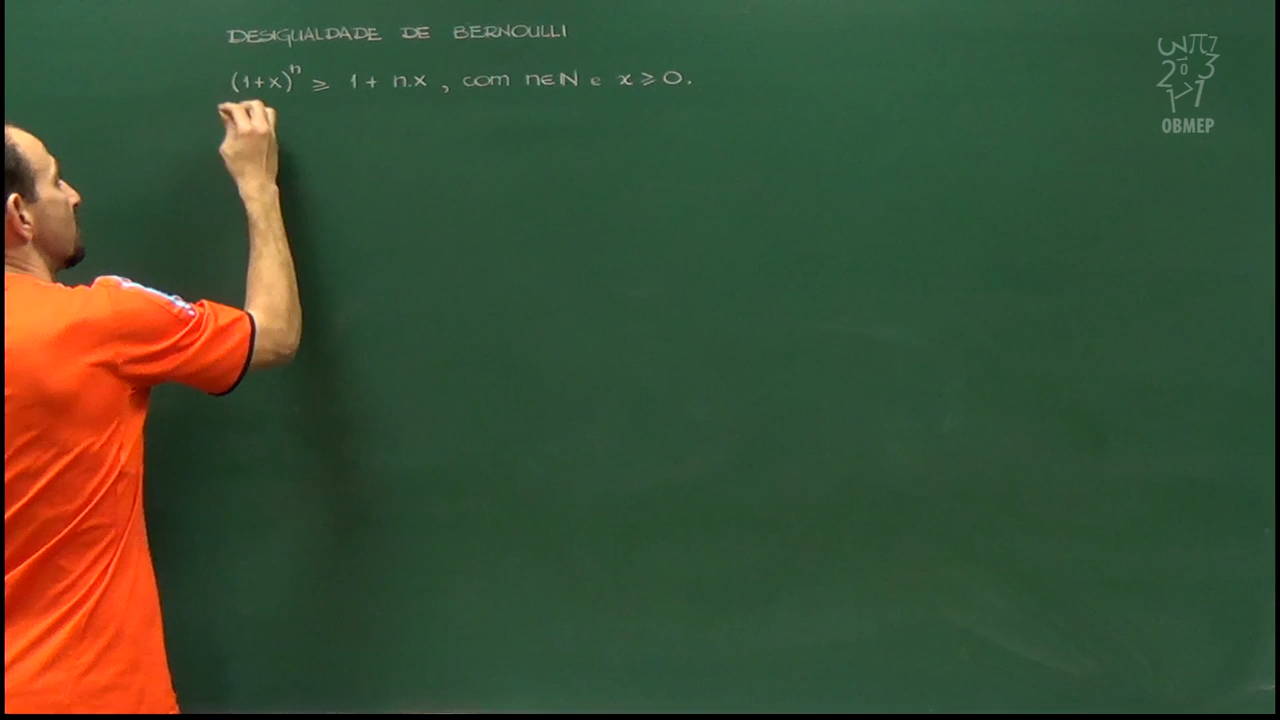 DESIGUALDADE DE BERNOULLI
(1+x)ⁿ ≥ 1 + n.x , com n∈ℕ e x ≥ 0.
OBMEP